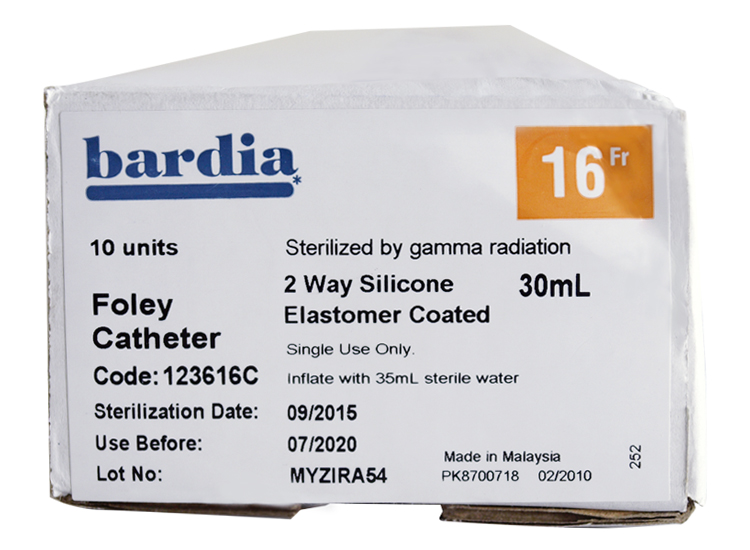 bardia*
16 Fr
10 units
Sterilized by gamma radiation
2 Way Silicone
Elastomer Coated
30mL
Foley
Catheter
Single Use Only.
Code: 123616C
Inflate with 35mL sterile water
Sterilization Date: 09/2015
Use Before: 07/2020
Lot No: MYZIRA54
Made in Malaysia
PK8700718 02/2010
252